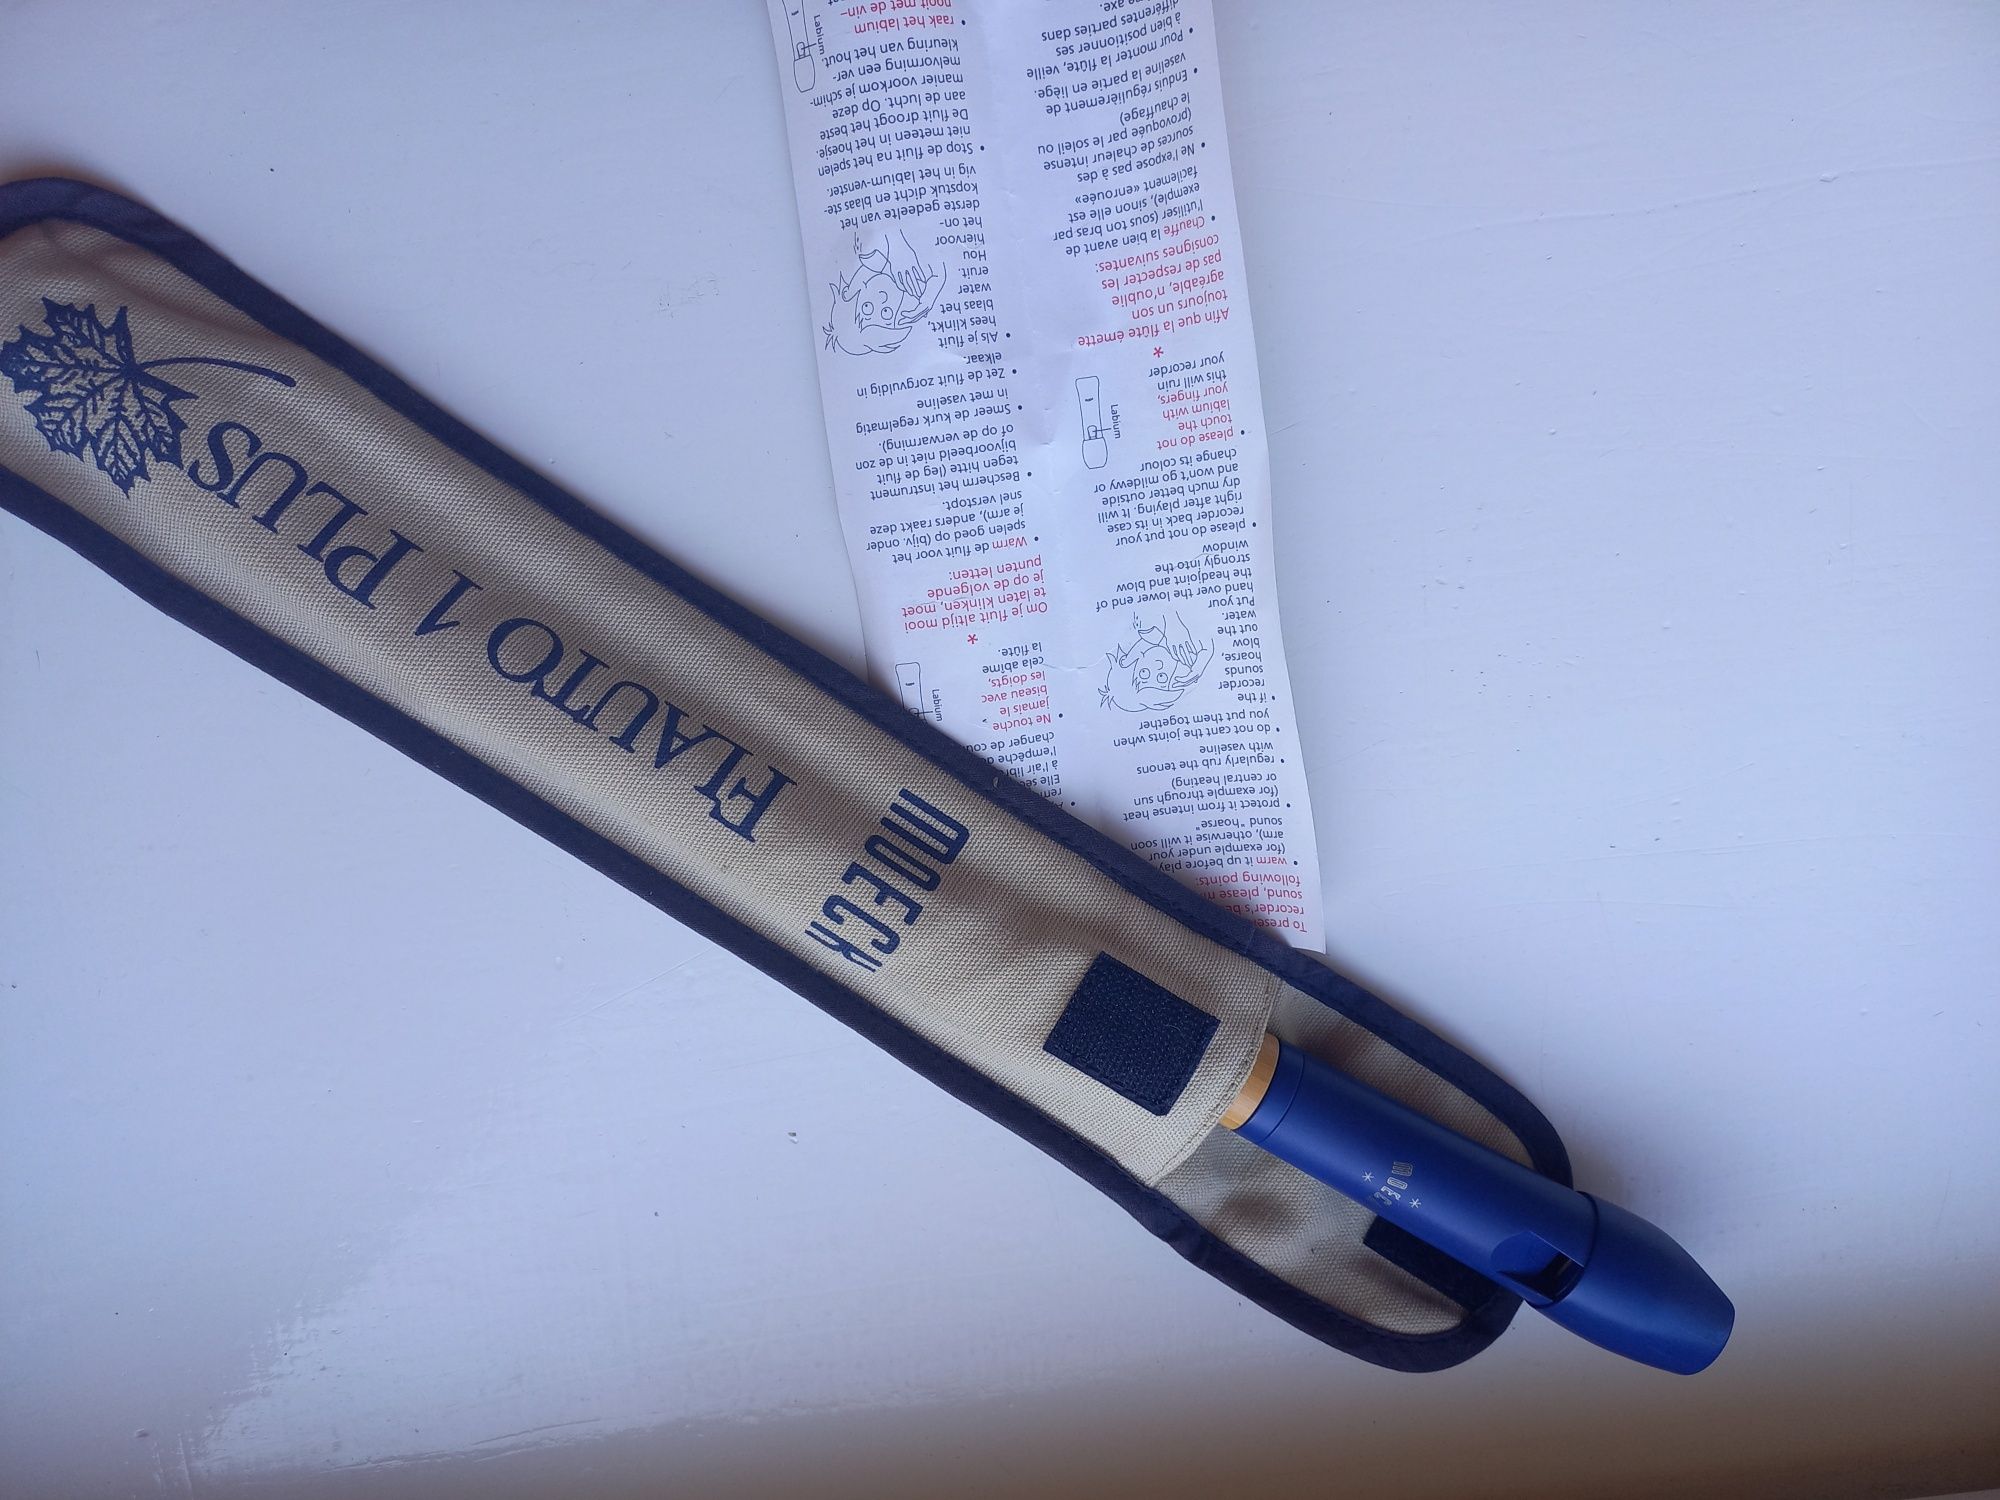 FLAUTO 1 PLUS
MOECK
MOECK
To
recorder's
sound, please
following points:
• warm it up before
(for example under your
arm), otherwise it will soon
sound "hoarse"
• protect it from intense heat
(for example through sun
or central heating)
• regularly rub the tenons
with vaseline
• do not cant the joints when
you put them together
• if the
recorder
sounds
hoarse,
blow
out the
water.
Put your
hand over the lower end of
the headjoint and blow
strongly into the
window
• please do not put your
recorder back in its case
right after playing. It will
dry much better outside
and won't go mildewy or
change its colour
• please do not
touch the
labium with
your fingers,
this will ruin
your recorder
Labium
*
Afin que la flûte émette
toujours un son
agréable, n'oublie
pas de respecter les
consignes suivantes:
• Chauffe la bien avant de
l'utiliser (sous ton bras par
exemple), sinon elle est
facilement «enrouée»
• Ne l'expose pas à des
sources de chaleur intense
(provoquée par le soleil ou
le chauffage)
• Enduis régulièrement de
vaseline la partie en liège.
• Pour monter la flûte, veille,
à bien positionner ses
différentes parties dans
axe.
Elle
à l'air
l'empêche
changer de
• Ne touche
jamais le
biseau avec
les doigts,
cela abime
la flûte.
Labium
*
Om je fluit altijd mooi
te laten klinken, moet
je op de volgende
punten letten:
• Warm de fluit voor het
spelen goed op (bijv. onder
je arm), anders raakt deze
snel verstopt.
• Bescherm het instrument
tegen hitte (leg de fluit
bijvoorbeeld niet in de zon
of op de verwarming).
• Smeer de kurk regelmatig
in met vaseline
• Zet de fluit zorgvuldig in
elkaar.
• Als je fluit
hees klinkt,
blaas het
water
eruit.
Hou
hiervoor
het on-
derste gedeelte van het
kopstuk dicht en blaas ste-
vig in het labium-venster.
• Stop de fluit na het spelen
niet meteen in het hoesje.
De fluit droogt het beste
aan de lucht. Op deze
manier voorkom je schim-
melvorming een ver-
kleuring van het hout.
• raak het labium
nooit met de vin-
Labium